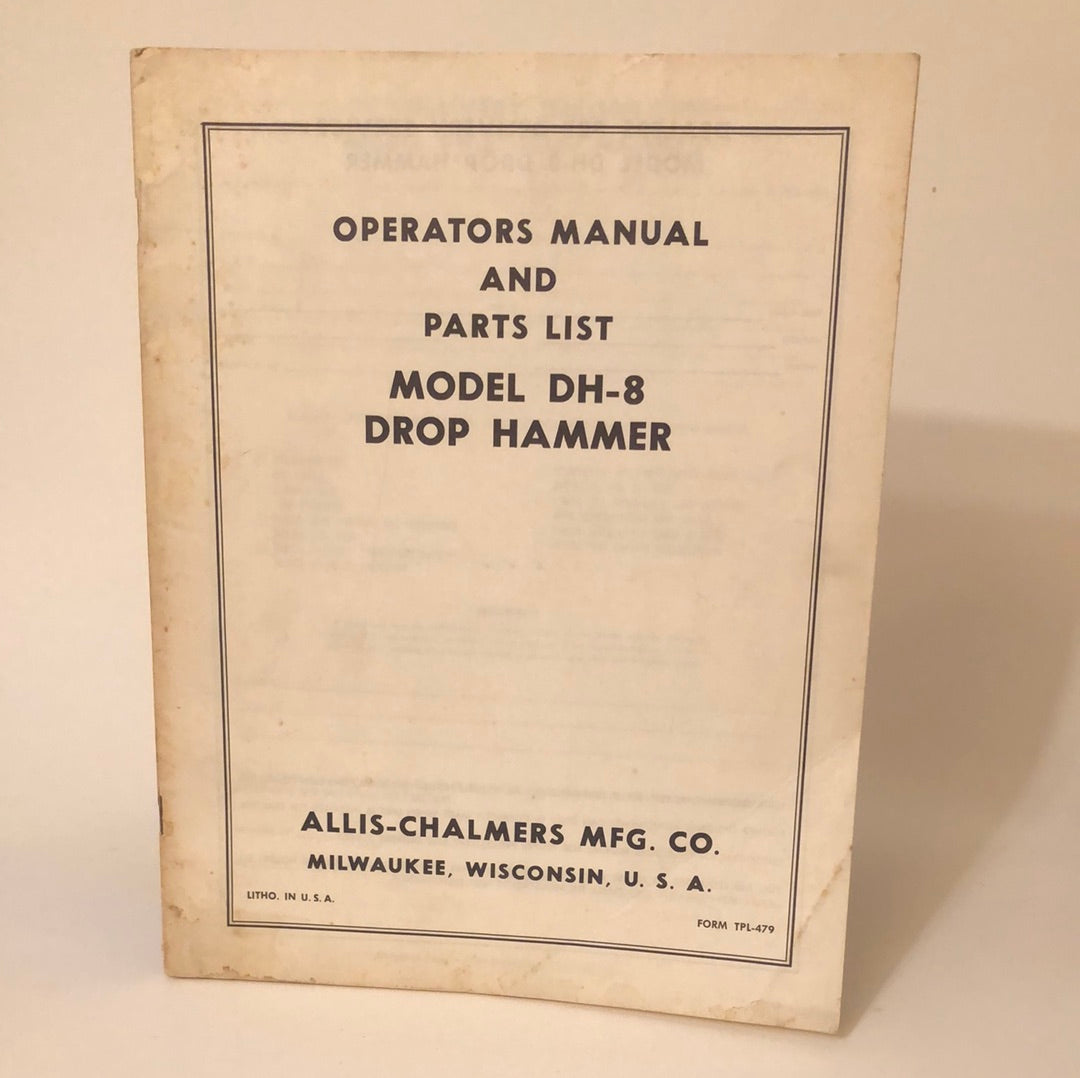 OPERATORS MANUAL
AND
PARTS LIST
MODEL DH-8
DROP HAMMER
ALLIS-CHALMERS MFG. CO.
MILWAUKEE, WISCONSIN, U. S. A.
LITHO. IN U. S. A.
FORM TPL-479